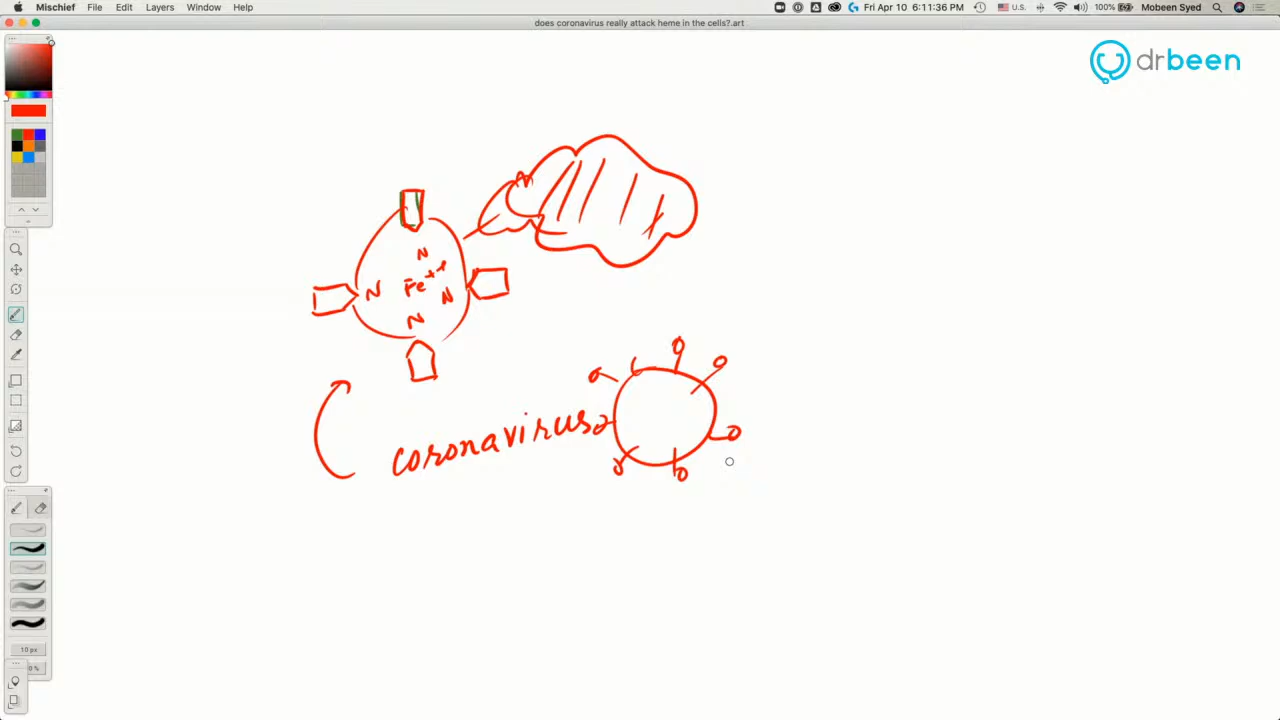 Mischief File Edit Layers Window Help
100% U.S. Fri Apr 10 6:11:36 PM Mobeen Syed
does coronavirus really attack heme in the cells?.art
drbeen
N
N
Fe++
N
N
N
coronavirus
10 px
0 %